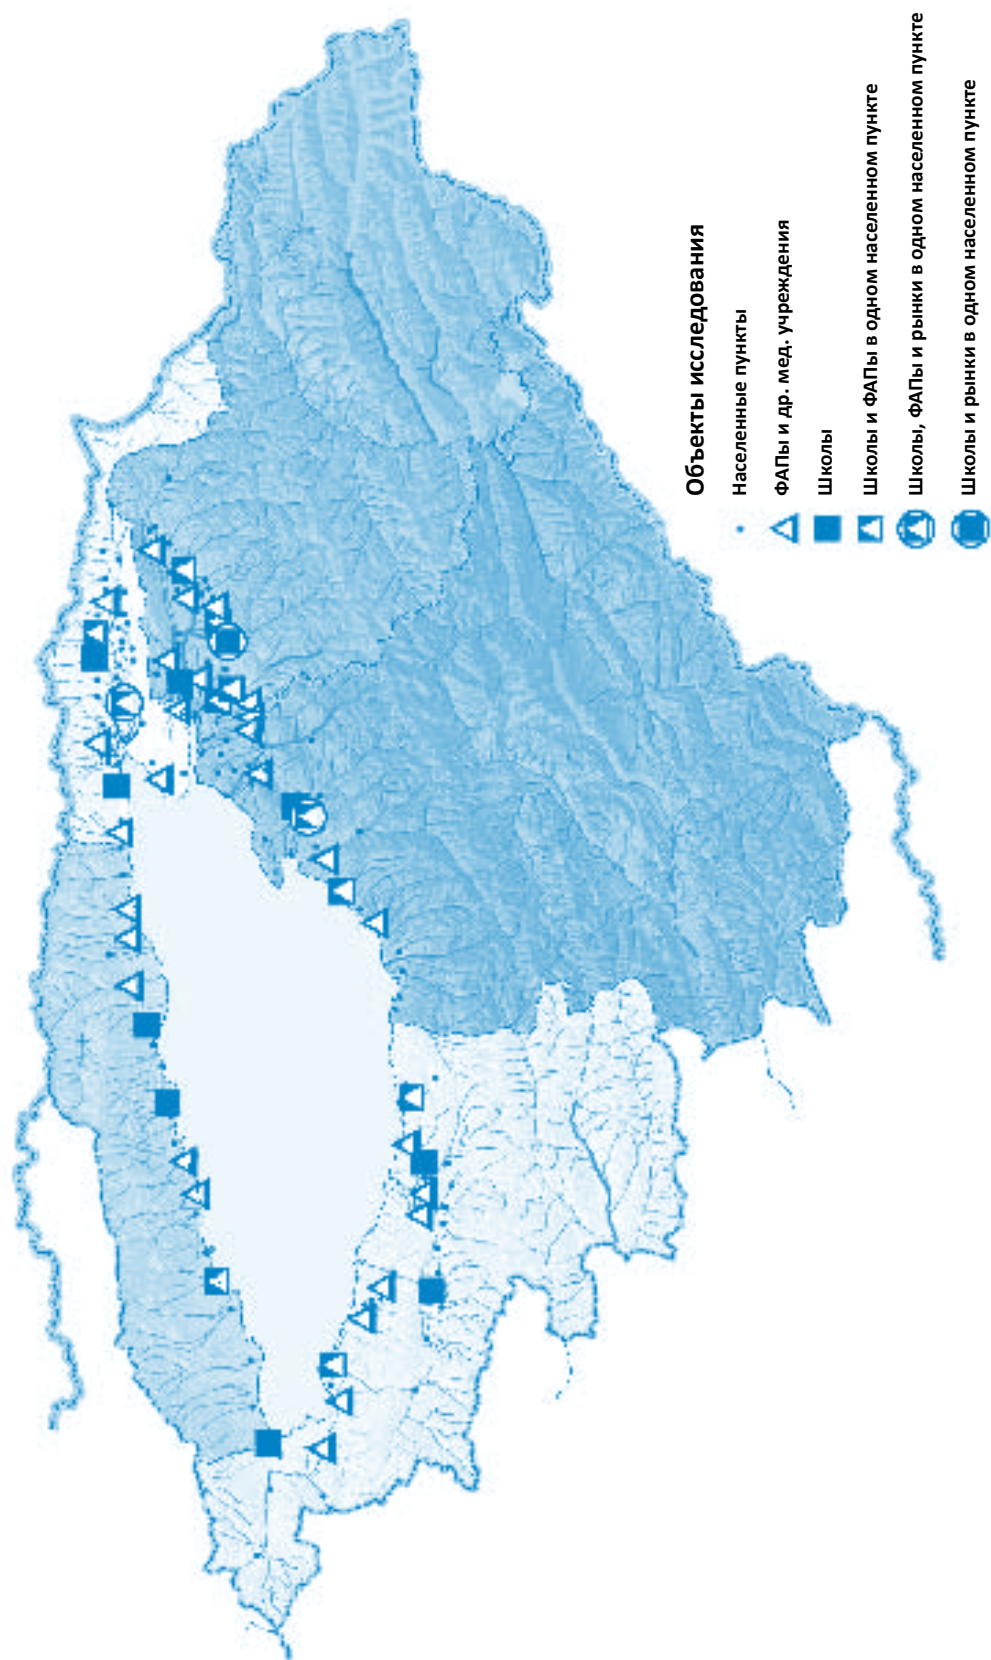 Объекты исследования
Населенные пункты
ФАПы и др. мед. учреждения
Школы
Школы и ФАПы в одном населенном пункте
Школы, ФАПы и рынки в одном населенном пункте
Школы и рынки в одном населенном пункте